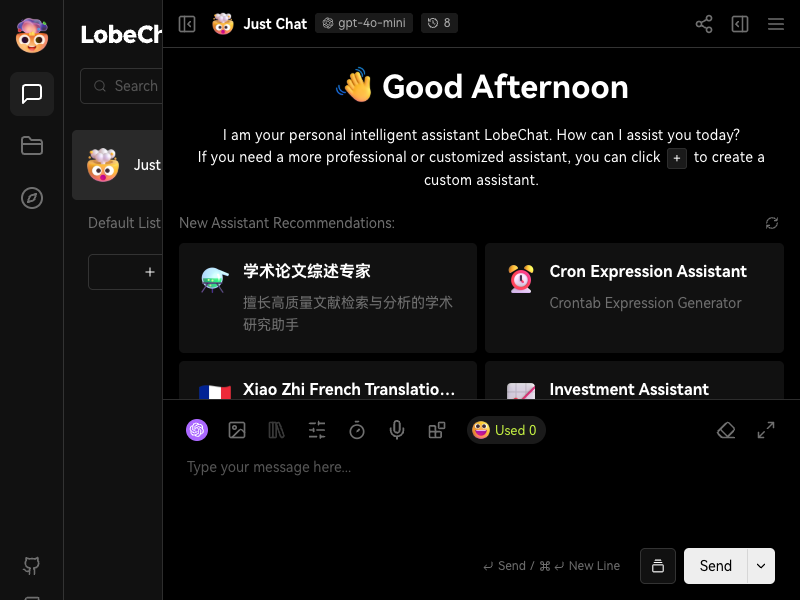 LobeCh
Search
Just
Default List
Just Chat
gpt-4o-mini
8
Good Afternoon
I am your personal intelligent assistant LobeChat. How can I assist you today?
If you need a more professional or customized assistant, you can click + to create a
custom assistant.
New Assistant Recommendations:
学术论文综述专家
擅长高质量文献检索与分析的学术
研究助手
Cron Expression Assistant
Crontab Expression Generator
Xiao Zhi French Translatio...
Investment Assistant
Used 0
Type your message here...
↵ Send / ⌘ ↵ New Line
Send